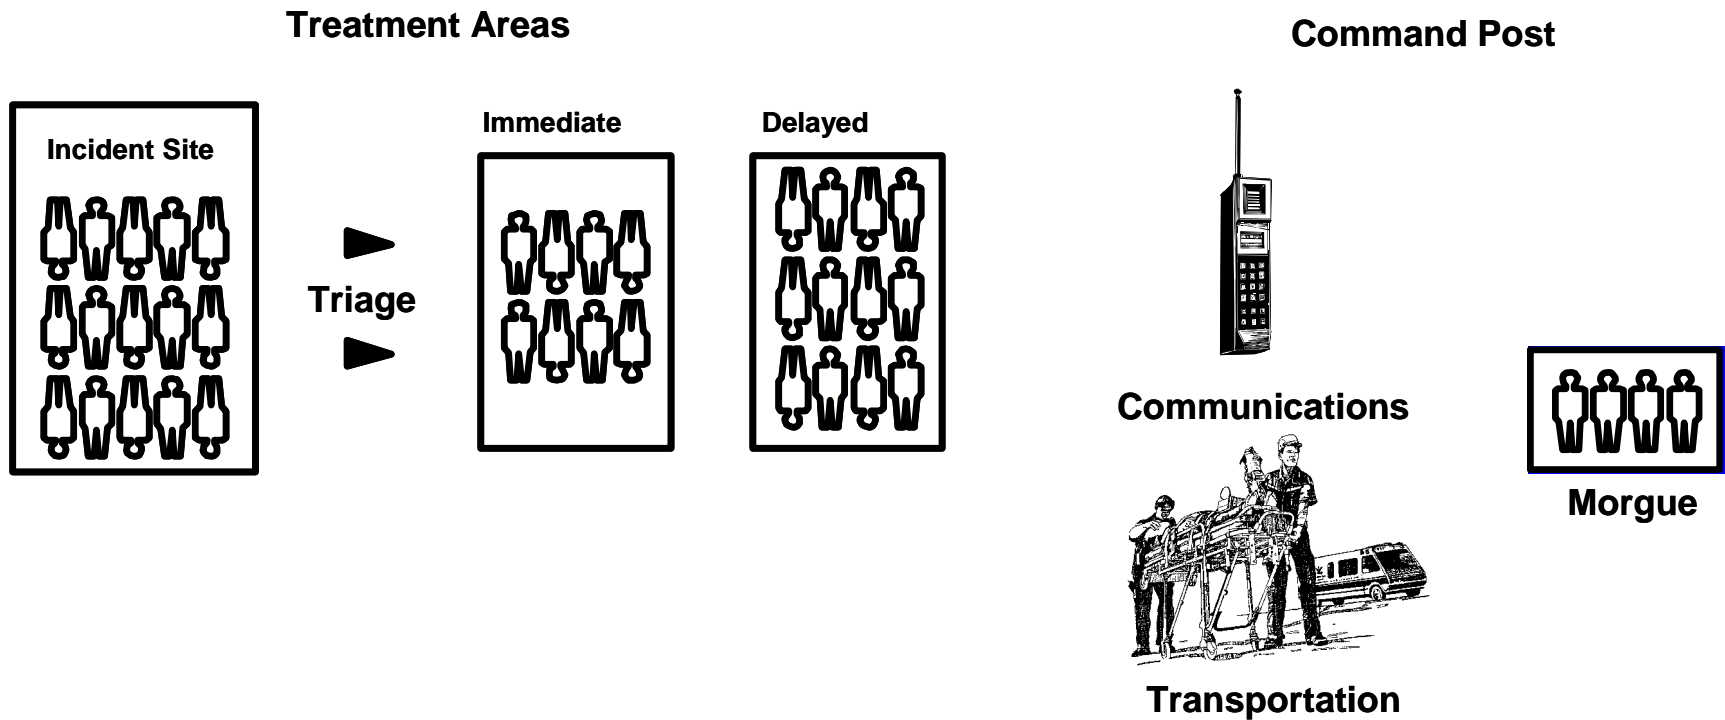 Treatment Areas
Command Post
Incident Site
Immediate
Delayed
Triage
Communications
Morgue
Transportation